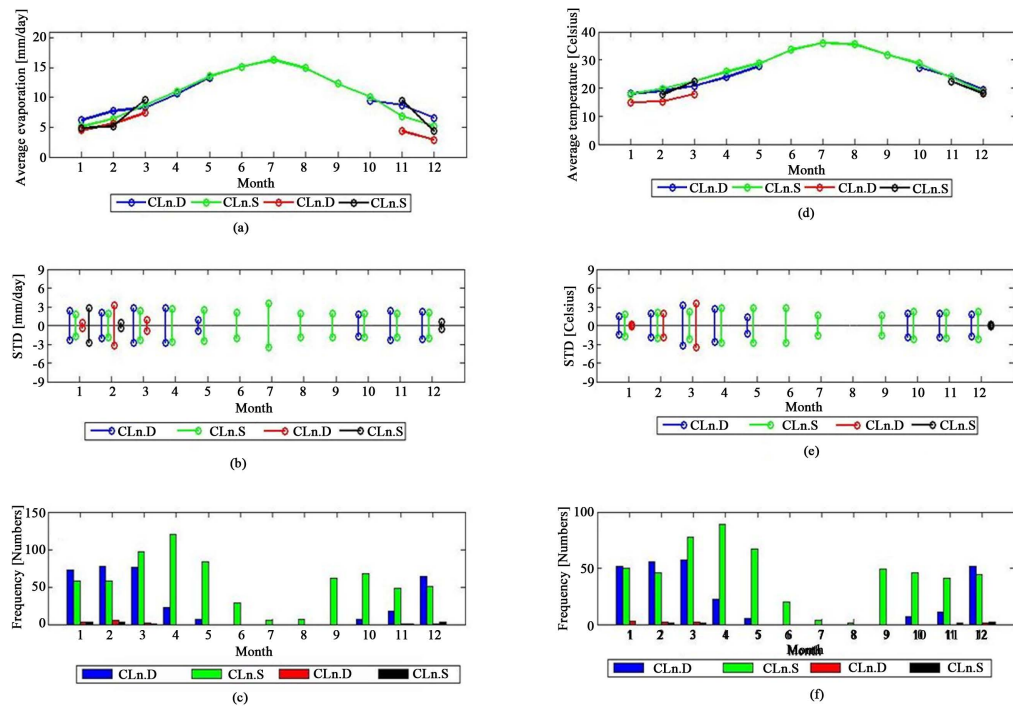 Average evaporation [mm/day]
20
15
10
5
0
1 2 3 4 5 6 7 8 9 10 11 12
Month
CLn.D CLn.S CLn.D CLn.S
(a)
Average temperature [Celsius]
40
30
20
10
0
1 2 3 4 5 6 7 8 9 10 11 12
Month
CLn.D CLn.S CLn.D CLn.S
(d)
STD [mm/day]
9
6
3
0
-3
-6
-9
1 2 3 4 5 6 7 8 9 10 11 12
Month
CLn.D CLn.S CLn.D CLn.S
(b)
STD [Celsius]
9
6
3
0
-3
-6
-9
1 2 3 4 5 6 7 8 9 10 11 12
Month
CLn.D CLn.S CLn.D CLn.S
(e)
Frequency [Numbers]
150
100
50
0
1 2 3 4 5 6 7 8 9 10 11 12
Month
CLn.D CLn.S CLn.D CLn.S
(c)
Frequency [Numbers]
100
50
0
1 2 3 4 5 6 7 8 9 10 11 12
Month
CLn.D CLn.S CLn.D CLn.S
(f)